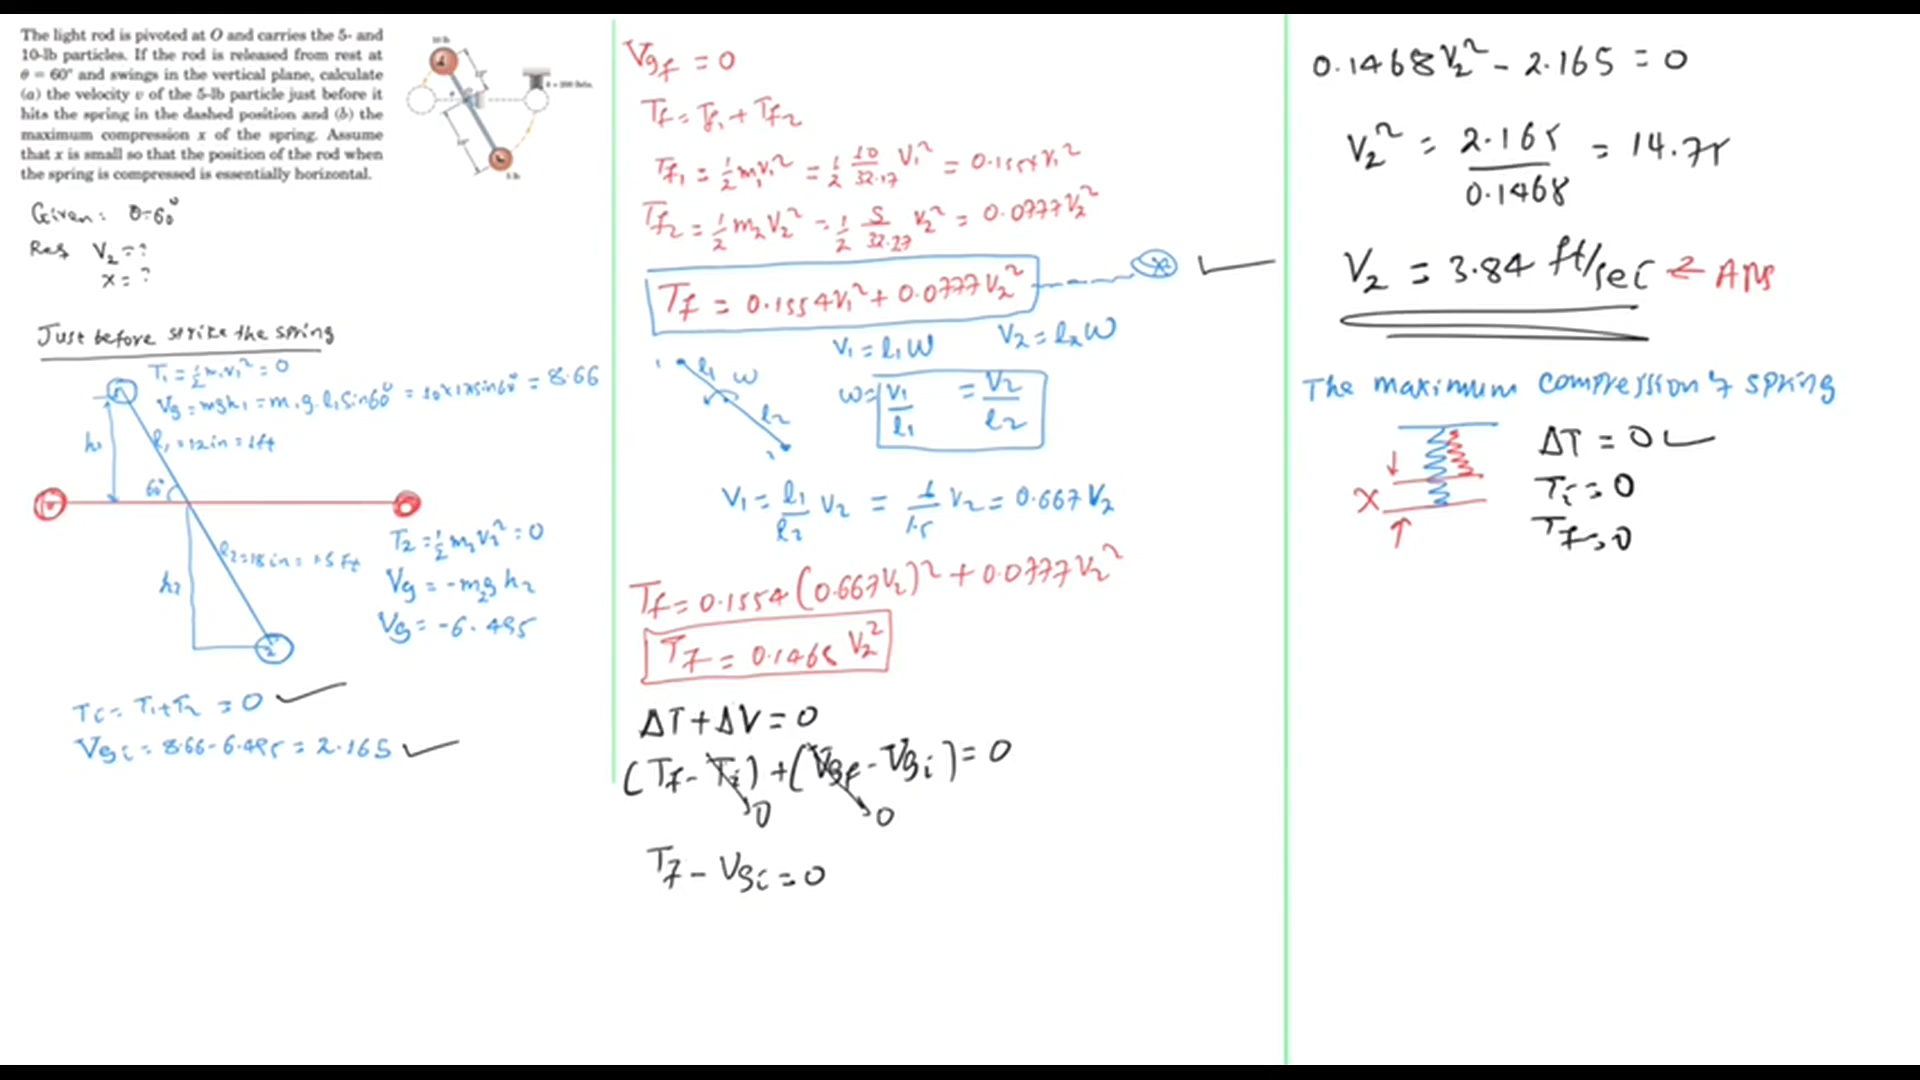 The light rod is pivoted at O and carries the 5- and
10-lb particles. If the rod is released from rest at
θ = 60° and swings in the vertical plane, calculate
(a) the velocity v of the 5-lb particle just before it
hits the spring in the dashed position and (b) the
maximum compression x of the spring. Assume
that x is small so that the position of the rod when
the spring is compressed is essentially horizontal.
10 lb
12"
18"
5 lb
Given: θ=60°
Req V₂=?
x=?
Just before strike the spring
T₁=½m₁v₁²=0
Vg=mgh₁=m₁g.l₁sin60°=10×1×sin60°=8.66
l₁=12in=1ft
h₁
60°
l₂=18in=1.5ft
h₂
T₂=½m₂V₂²=0
Vg=-m₂gh₂
Vg=-6.495
Ti=T₁+T₂=0
Vgi=8.66-6.495=2.165
Vgf=0
Tf=Tf₁+Tf₂
Tf₁=½m₁v₁²=½ 10/32.17 V₁²=0.1554V₁²
Tf₂=½m₂V₂²=½ 5/32.27 V₂²=0.0777V₂²
Tf=0.1554V₁²+0.0777V₂²
V₁=l₁ω V₂=l₂ω
l₁ ω
l₂
ω=V₁/l₁=V₂/l₂
V₁=l₁/l₂ V₂=1/1.5 V₂=0.667V₂
Tf=0.1554(0.667V₂)²+0.0777V₂²
Tf=0.1468V₂²
ΔT+ΔV=0
(Tf-Ti)+(Vgf-Vgi)=0
0 0
Tf-Vgi=0
0.1468V₂²-2.165=0
V₂²=2.165/0.1468=14.75
V₂=3.84 ft/sec ← Ans
The maximum compression of spring
X
ΔT=0
Ti=0
Tf=0